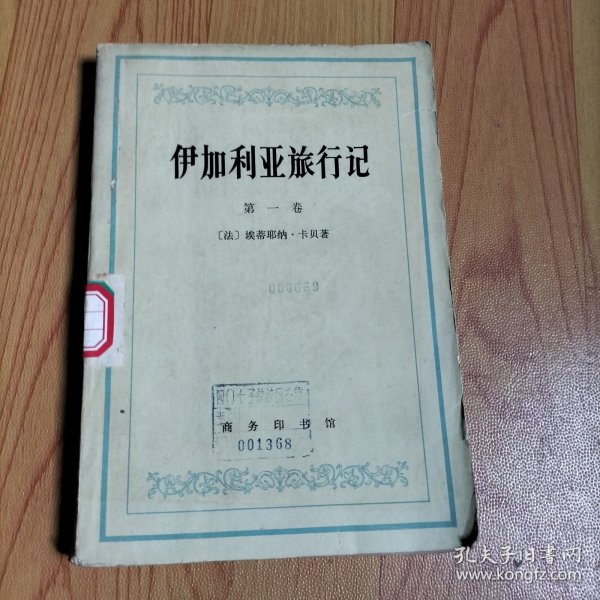 伊加利亚旅行记
第一卷
〔法〕埃蒂耶纳·卡贝著
商务印书馆
001368
孔夫子旧书网
www.kongfz.com